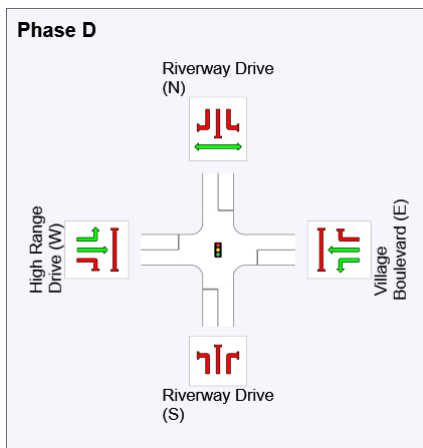 Phase D
Riverway Drive
(N)
High Range
Drive (W)
Village
Boulevard (E)
Riverway Drive
(S)